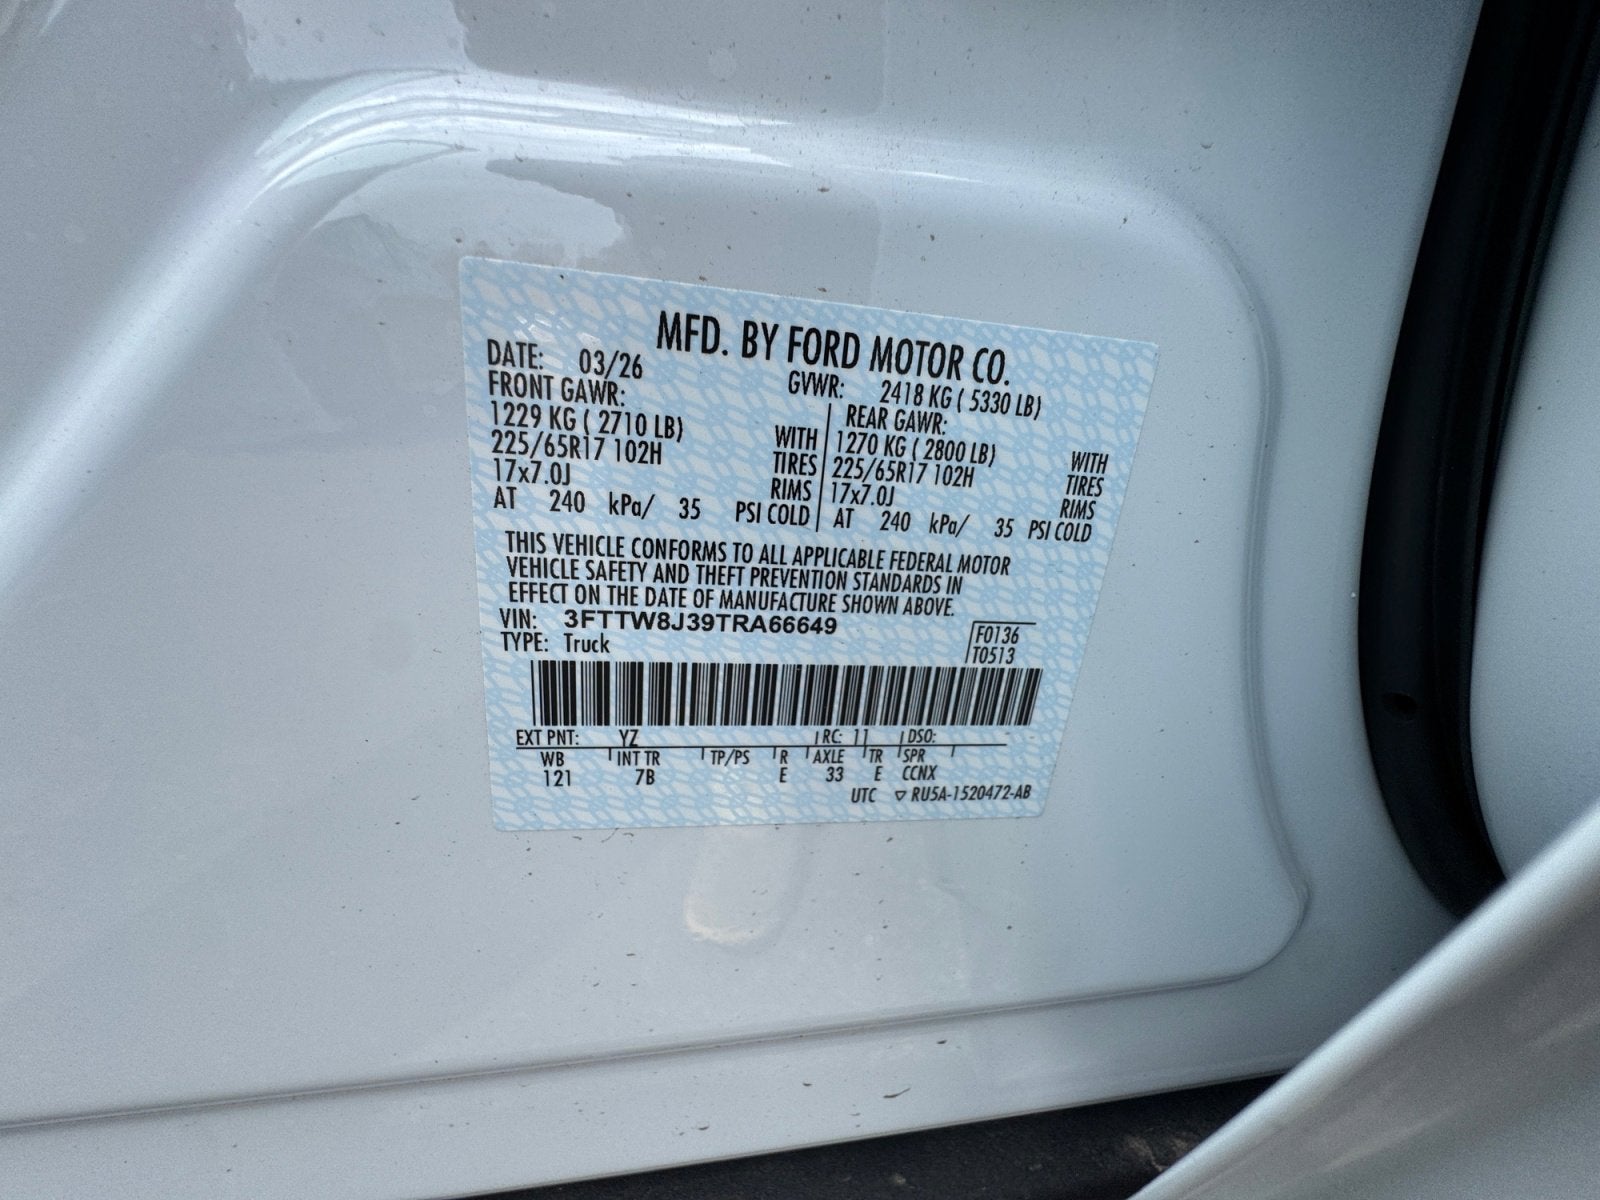 MFD. BY FORD MOTOR CO.
DATE: 03/26 GVWR: 2418 KG ( 5330 LB)
FRONT GAWR: REAR GAWR:
1229 KG ( 2710 LB) WITH 1270 KG ( 2800 LB) WITH
225/65R17 102H TIRES 225/65R17 102H TIRES
17x7.0J RIMS 17x7.0J RIMS
AT 240 kPa/ 35 PSI COLD AT 240 kPa/ 35 PSI COLD
THIS VEHICLE CONFORMS TO ALL APPLICABLE FEDERAL MOTOR
VEHICLE SAFETY AND THEFT PREVENTION STANDARDS IN
EFFECT ON THE DATE OF MANUFACTURE SHOWN ABOVE.
VIN: 3FTTW8J39TRA66649 F0136
TYPE: Truck T0513
EXT PNT: YZ RC: 11 DSO:
WB INT TR TP/PS R AXLE TR SPR
121 7B E 33 E CCNX
UTC ▽ RU5A-1520472-AB